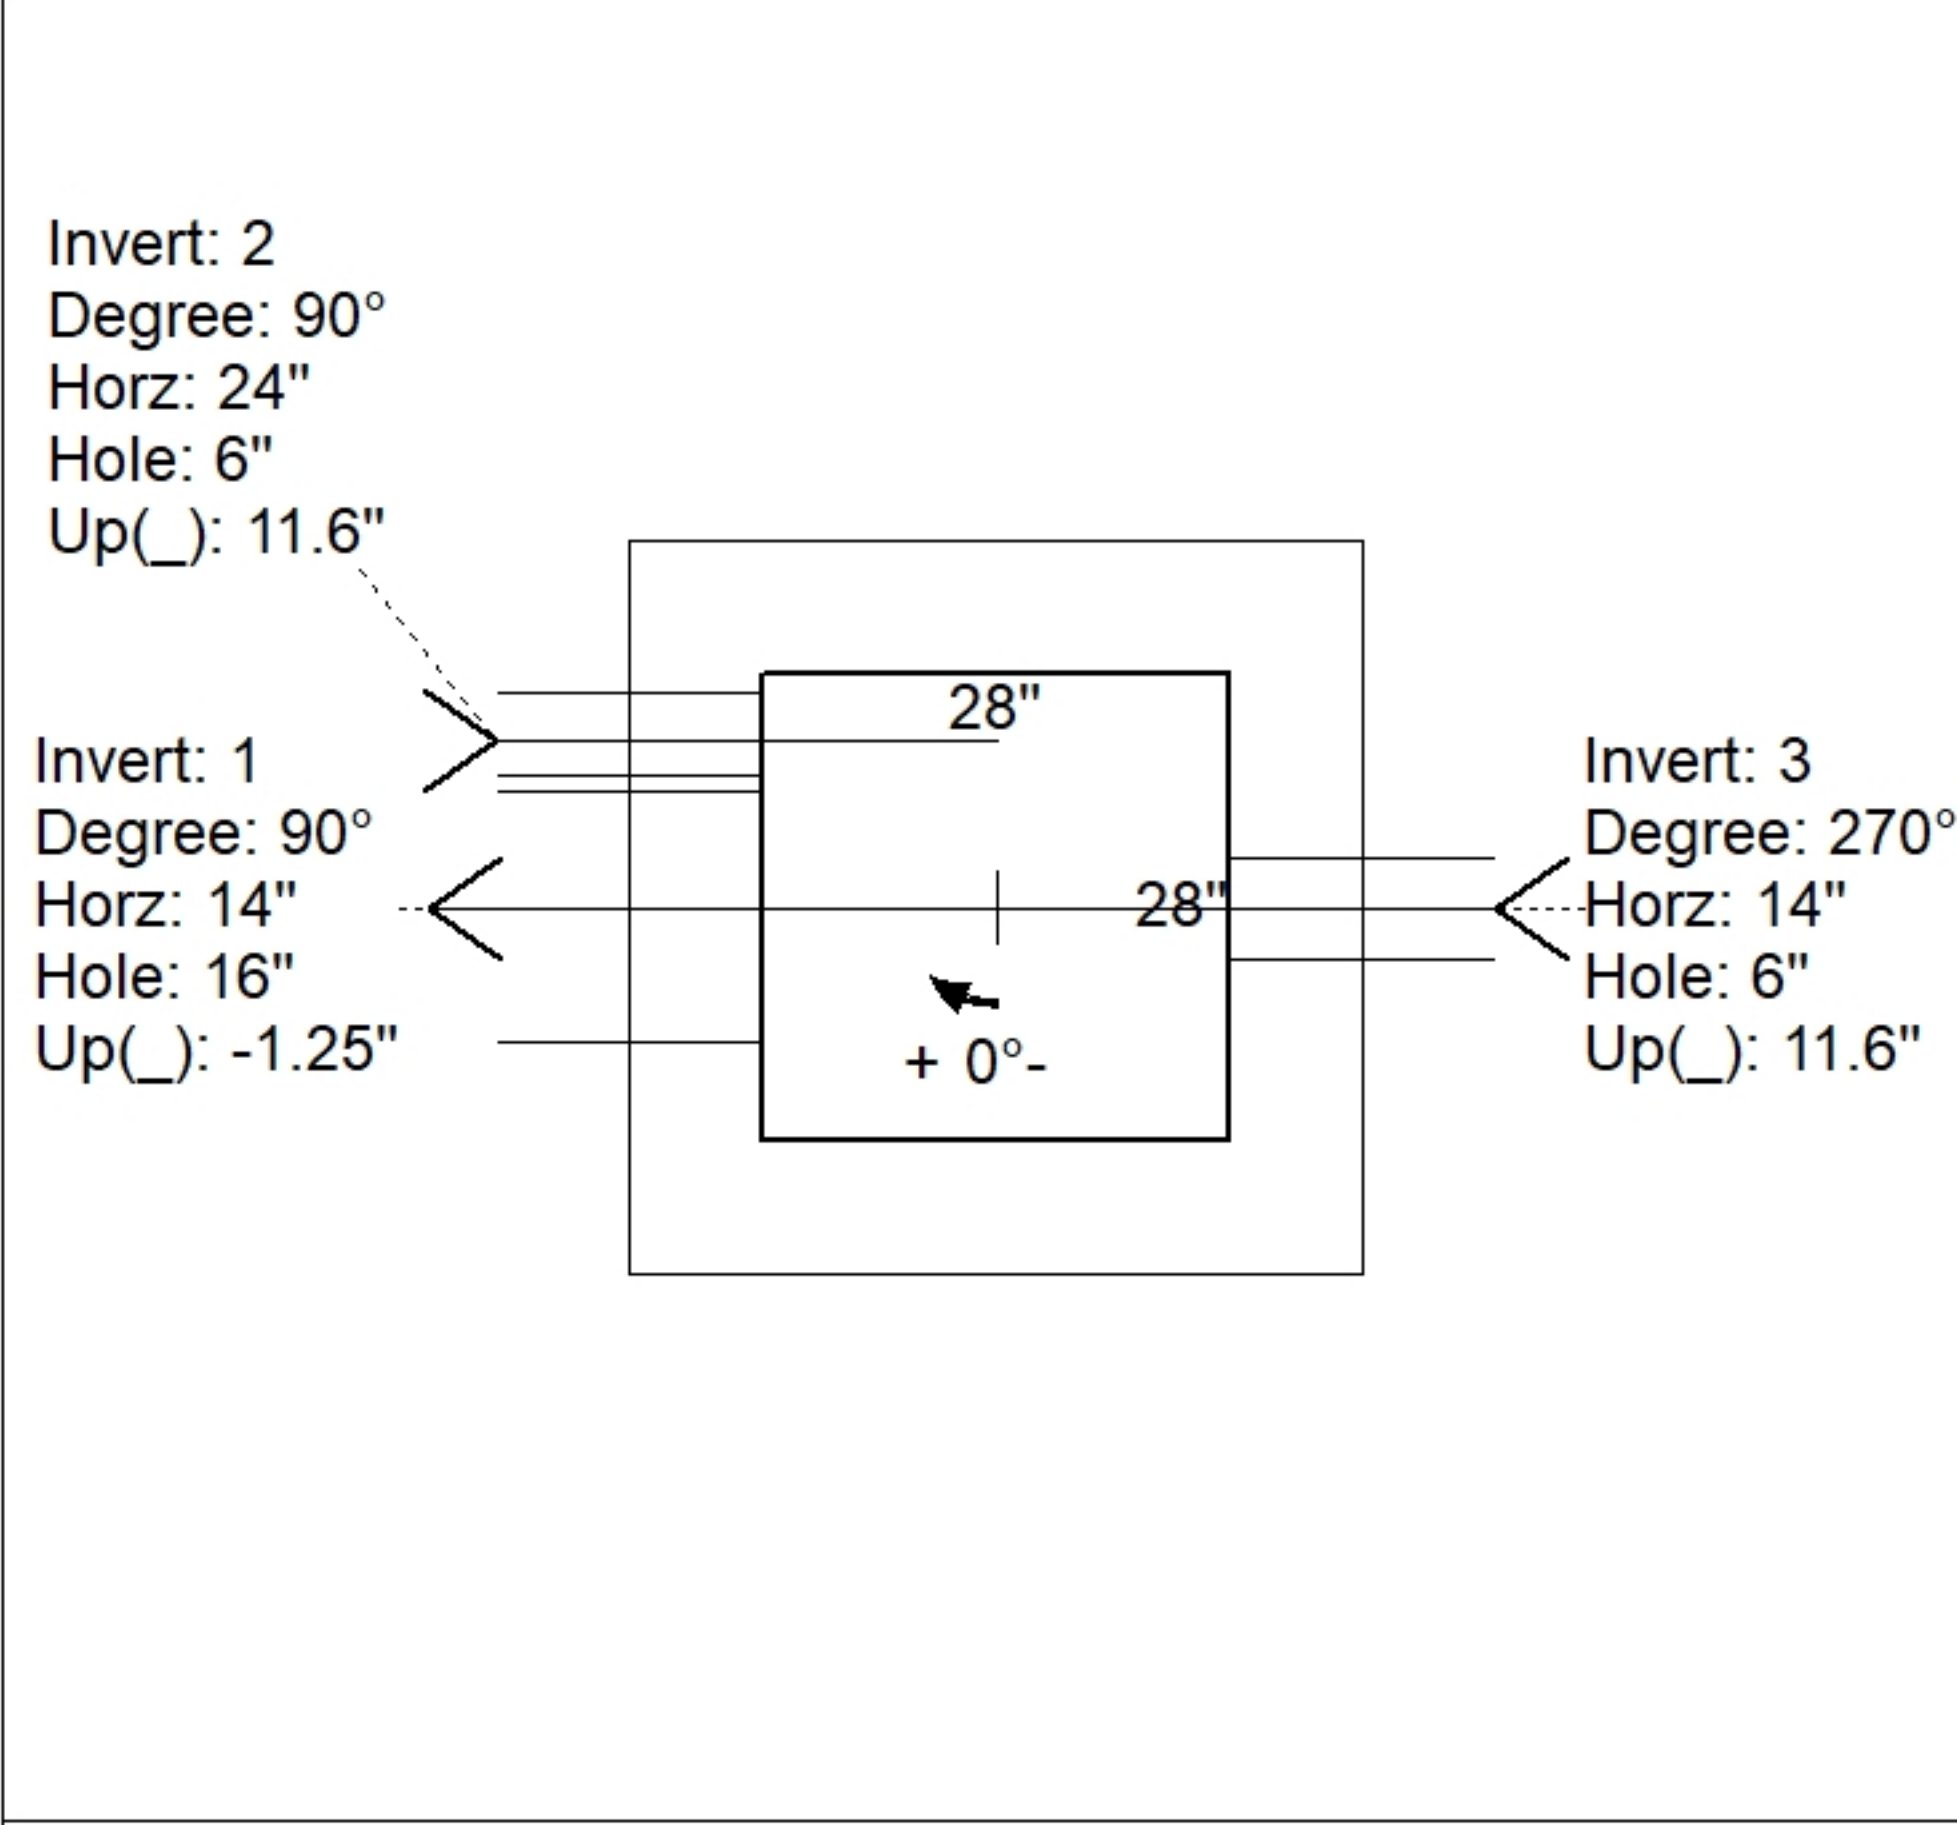 Invert: 2
Degree: 90°
Horz: 24"
Hole: 6"
Up(_): 11.6"
28"
Invert: 1
Degree: 90°
Horz: 14"
Hole: 16"
Up(_): -1.25"
28"
+ 0°-
Invert: 3
Degree: 270°
Horz: 14"
Hole: 6"
Up(_): 11.6"